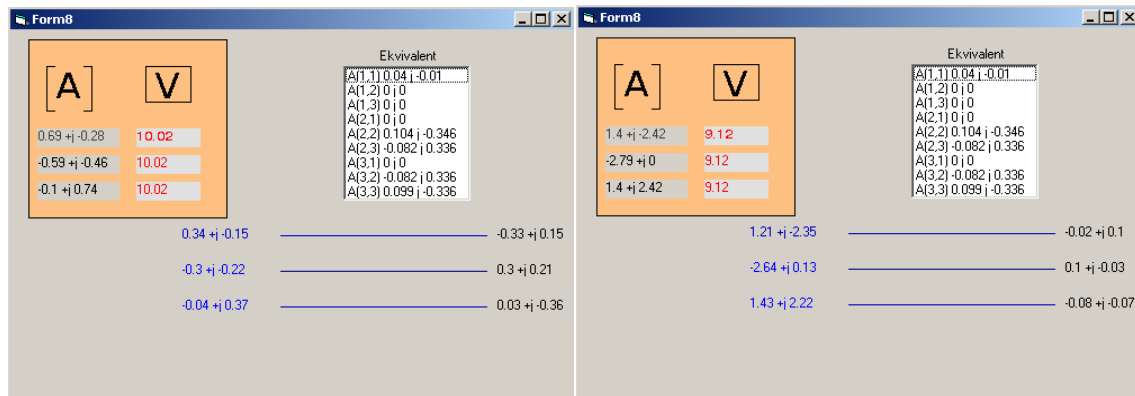 Form8
[A] V
Ekvivalent
A(1,1) 0.04 j -0.01
A(1,2) 0 j 0
A(1,3) 0 j 0
A(2,1) 0 j 0
A(2,2) 0.104 j -0.346
A(2,3) -0.082 j 0.336
A(3,1) 0 j 0
A(3,2) -0.082 j 0.336
A(3,3) 0.099 j -0.336
0.69 +j -0.28 10.02
-0.59 +j -0.46 10.02
-0.1 +j 0.74 10.02
0.34 +j -0.15 -0.33 +j 0.15
-0.3 +j -0.22 0.3 +j 0.21
-0.04 +j 0.37 0.03 +j -0.36
Form8
[A] V
Ekvivalent
A(1,1) 0.04 j -0.01
A(1,2) 0 j 0
A(1,3) 0 j 0
A(2,1) 0 j 0
A(2,2) 0.104 j -0.346
A(2,3) -0.082 j 0.336
A(3,1) 0 j 0
A(3,2) -0.082 j 0.336
A(3,3) 0.099 j -0.336
1.4 +j -2.42 9.12
-2.79 +j 0 9.12
1.4 +j 2.42 9.12
1.21 +j -2.35 -0.02 +j 0.1
-2.64 +j 0.13 0.1 +j -0.03
1.43 +j 2.22 -0.08 +j -0.07